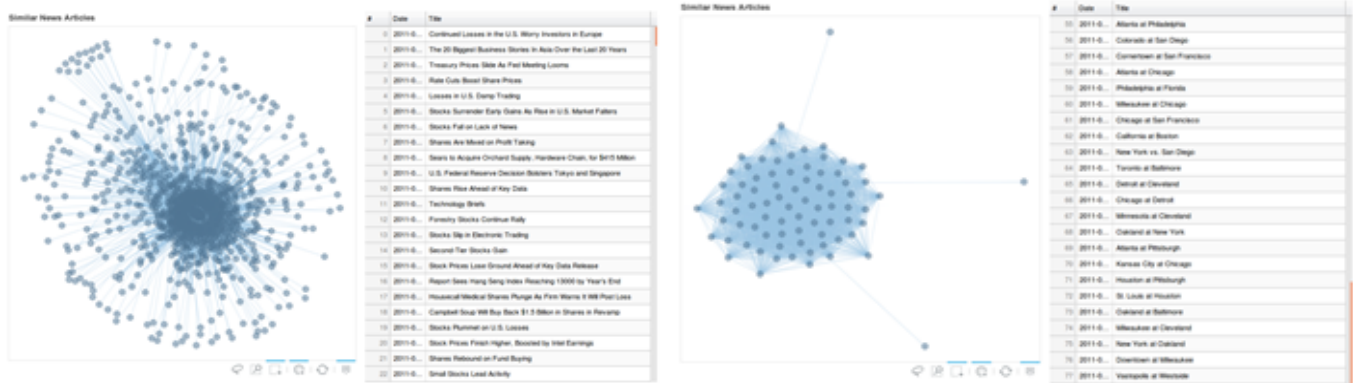 Similar News Articles
# Date Title
0 2011-0... Continued Losses in the U.S. Worry Investors in Europe
1 2011-0... The 20 Biggest Business Stories In Asia Over the Last 20 Years
2 2011-0... Treasury Prices Slide As Fed Meeting Looms
3 2011-0... Rate Cuts Boost Share Prices
4 2011-0... Losses in U.S. Damp Trading
5 2011-0... Stocks Surrender Early Gains As Rise in U.S. Market Falters
6 2011-0... Stocks Fall on Lack of News
7 2011-0... Shares Are Mixed on Profit Taking
8 2011-0... Sears to Acquire Orchard Supply, Hardware Chain, for $415 Million
9 2011-0... U.S. Federal Reserve Decision Bolsters Tokyo and Singapore
10 2011-0... Shares Rise Ahead of Key Data
11 2011-0... Technology Briefs
12 2011-0... Forestry Stocks Continue Rally
13 2011-0... Stocks Slip in Electronic Trading
14 2011-0... Second-Tier Stocks Gain
15 2011-0... Stock Prices Lose Ground Ahead of Key Data Release
16 2011-0... Report Sees Hang Seng Index Reaching 13000 by Year's End
17 2011-0... Housecall Medical Shares Plunge As Firm Warns It Will Post Loss
18 2011-0... Campbell Soup Will Buy Back $1.5 Billion in Shares in Revamp
19 2011-0... Stocks Plummet on U.S. Losses
20 2011-0... Stock Prices Finish Higher, Boosted by Intel Earnings
21 2011-0... Shares Rebound on Fund Buying
22 2011-0... Small Stocks Lead Activity
Similar News Articles
# Date Title
55 2011-0... Atlanta at Philadelphia
56 2011-0... Colorado at San Diego
57 2011-0... Cornertown at San Francisco
58 2011-0... Atlanta at Chicago
59 2011-0... Philadelphia at Florida
60 2011-0... Milwaukee at Chicago
61 2011-0... Chicago at San Francisco
62 2011-0... California at Boston
63 2011-0... New York vs. San Diego
64 2011-0... Toronto at Baltimore
65 2011-0... Detroit at Cleveland
66 2011-0... Chicago at Detroit
67 2011-0... Minnesota at Cleveland
68 2011-0... Oakland at New York
69 2011-0... Atlanta at Pittsburgh
70 2011-0... Kansas City at Chicago
71 2011-0... Houston at Pittsburgh
72 2011-0... St. Louis at Houston
73 2011-0... Oakland at Baltimore
74 2011-0... Milwaukee at Cleveland
75 2011-0... New York at Oakland
76 2011-0... Downtown at Milwaukee
77 2011-0... Vastopolis at Westside